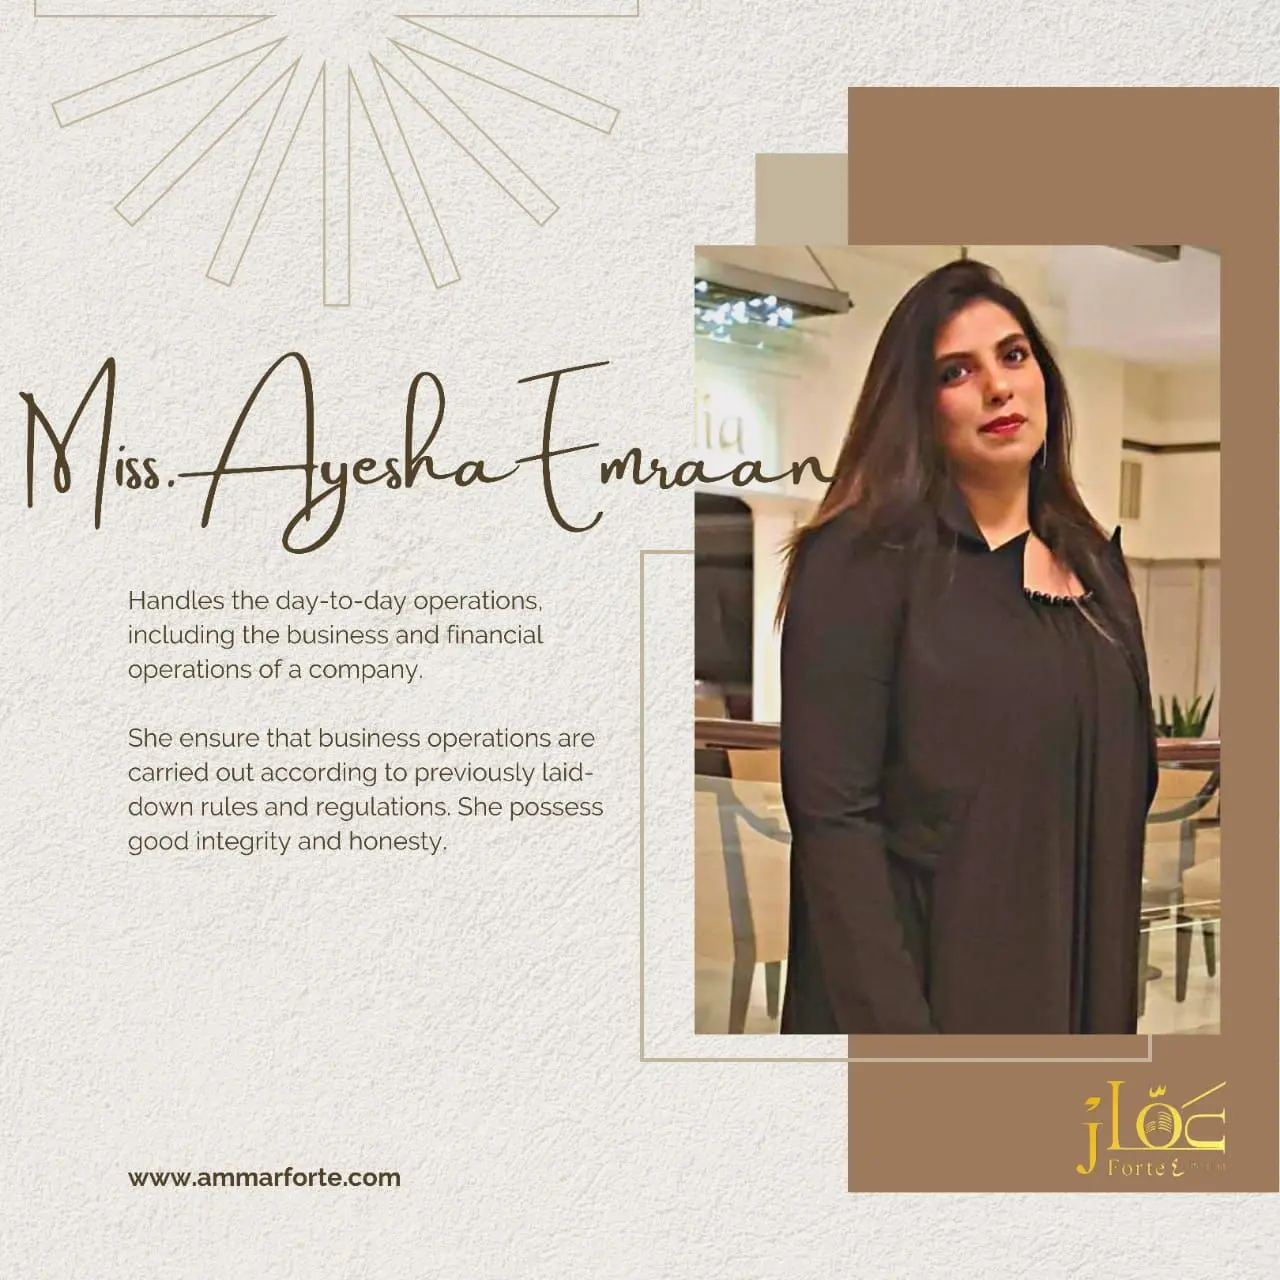 Miss. Ayesha Emraan
Handles the day-to-day operations,
including the business and financial
operations of a company.
She ensure that business operations are
carried out according to previously laid-
down rules and regulations. She possess
good integrity and honesty.
www.ammarforte.com
عمّار
Forte